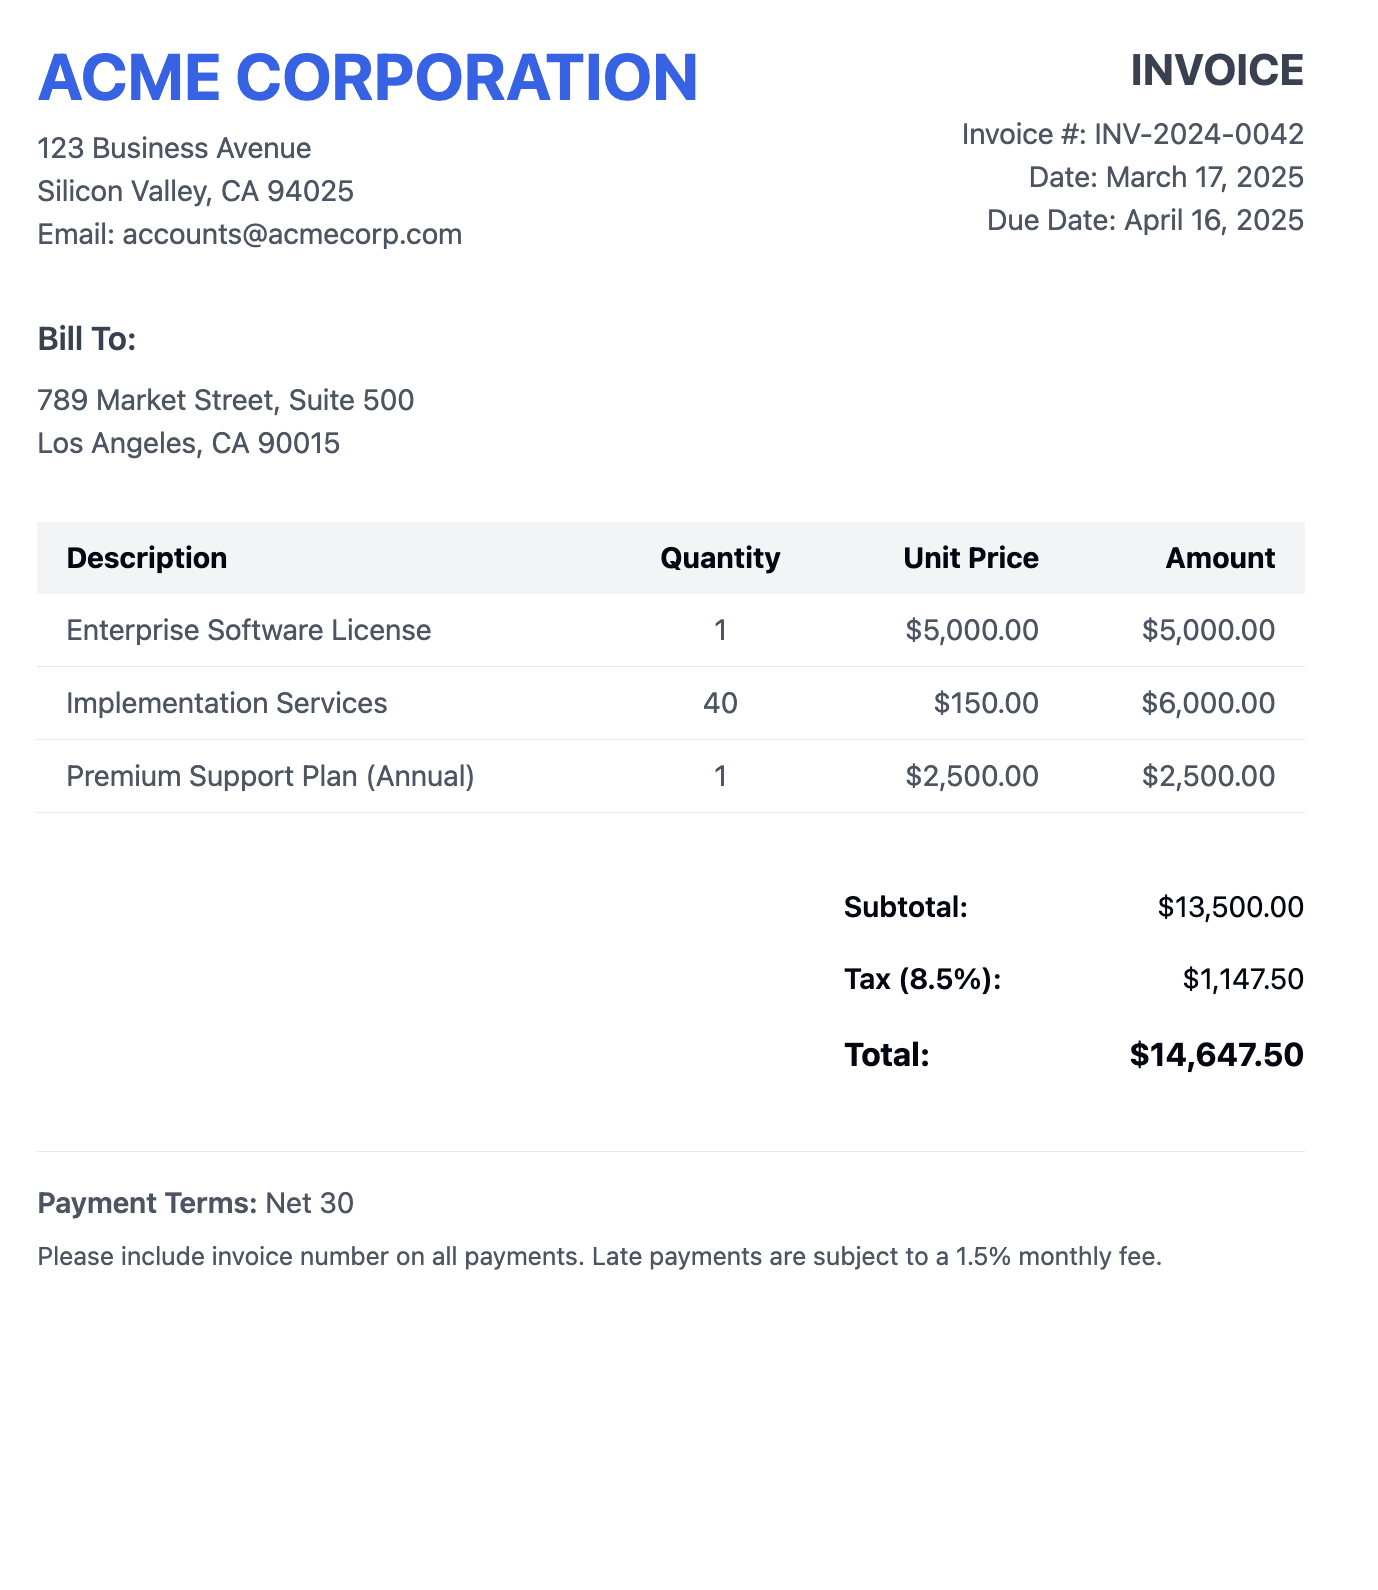 ACME CORPORATION
123 Business Avenue
Silicon Valley, CA 94025
Email: accounts@acmecorp.com
INVOICE
Invoice #: INV-2024-0042
Date: March 17, 2025
Due Date: April 16, 2025
Bill To:
789 Market Street, Suite 500
Los Angeles, CA 90015
Description Quantity Unit Price Amount
Enterprise Software License 1 $5,000.00 $5,000.00
Implementation Services 40 $150.00 $6,000.00
Premium Support Plan (Annual) 1 $2,500.00 $2,500.00
Subtotal: $13,500.00
Tax (8.5%): $1,147.50
Total: $14,647.50
Payment Terms: Net 30
Please include invoice number on all payments. Late payments are subject to a 1.5% monthly fee.